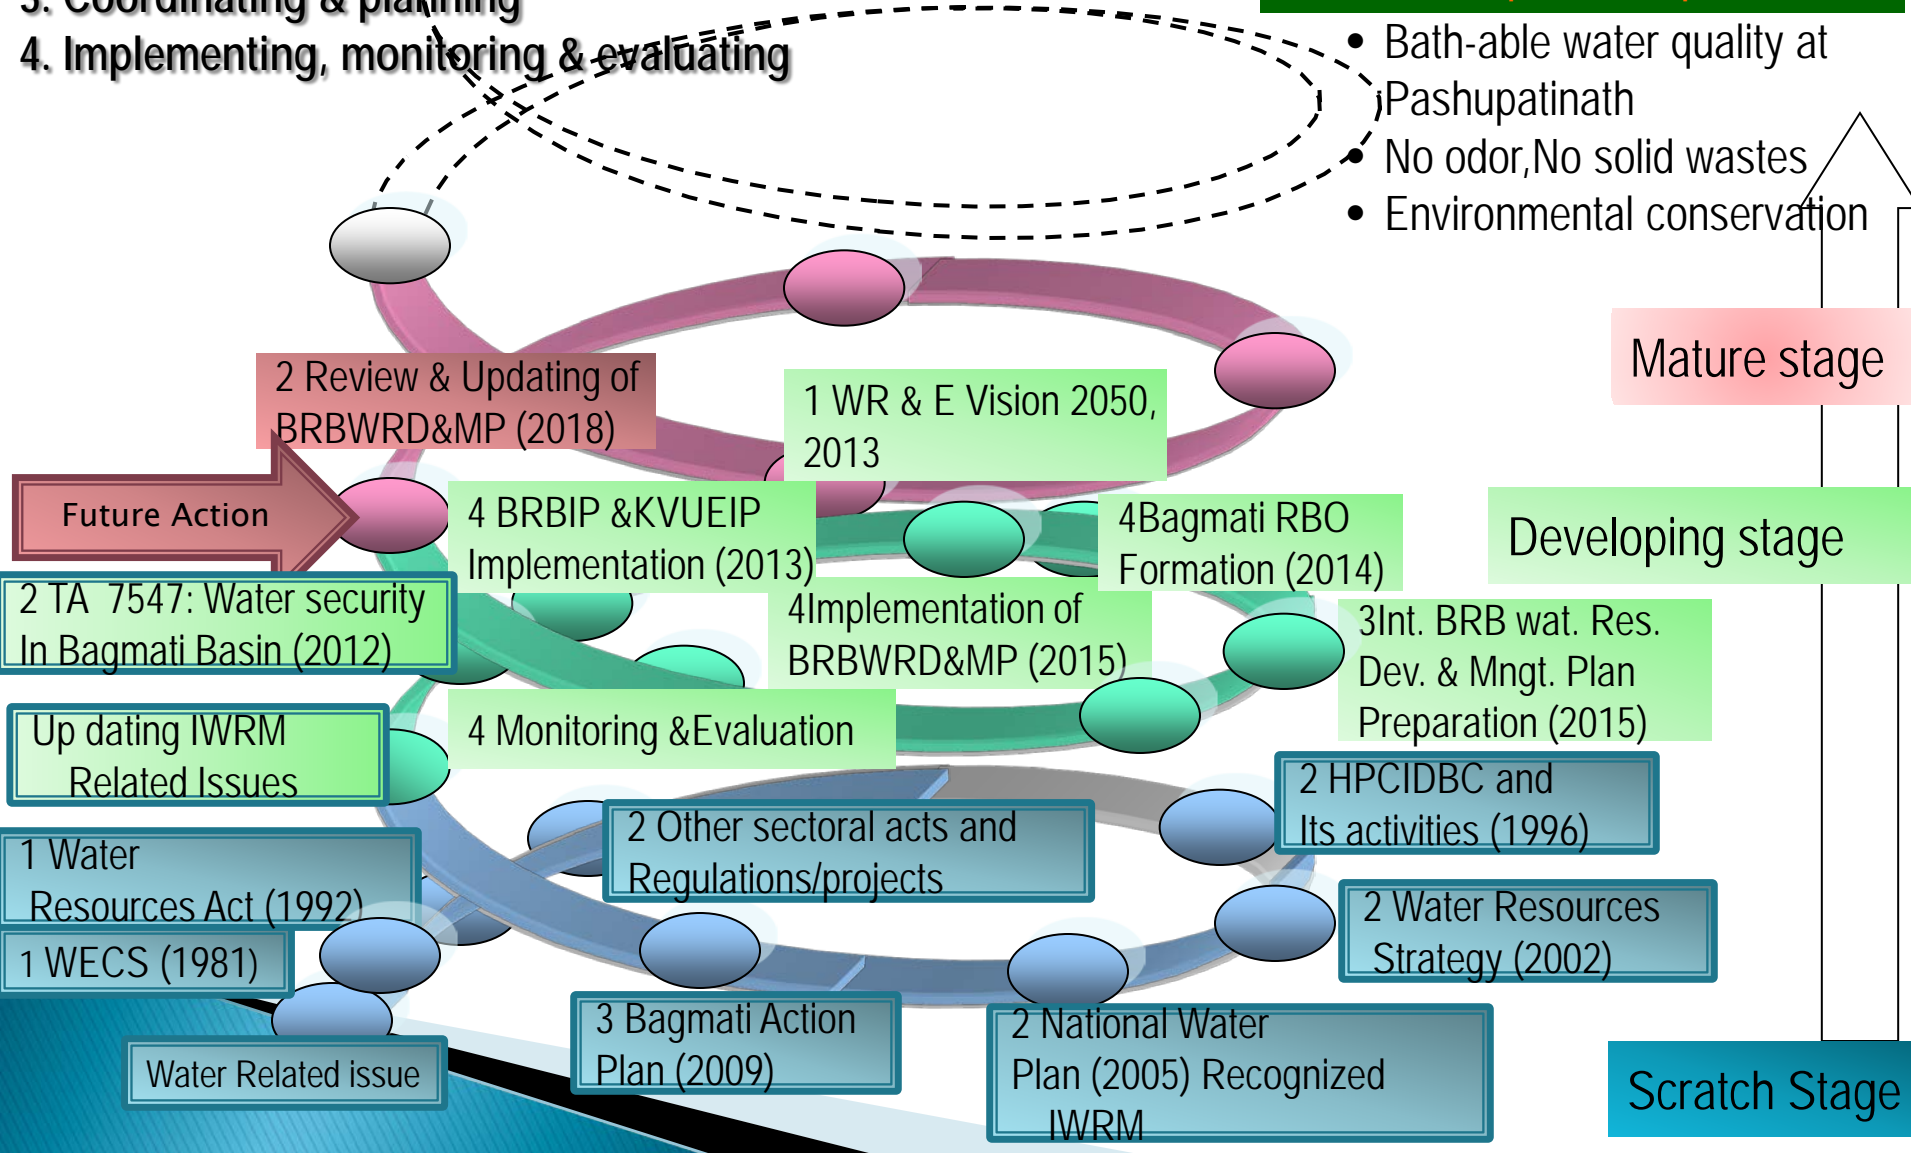 3. Coordinating & planning
4. Implementing, monitoring & evaluating
• Bath-able water quality at
Pashupatinath
• No odor,No solid wastes
• Environmental conservation
Mature stage
2 Review & Updating of
BRBWRD&MP (2018)
1 WR & E Vision 2050,
2013
Future Action
4 BRBIP &KVUEIP
Implementation (2013)
4Bagmati RBO
Formation (2014)
Developing stage
2 TA 7547: Water security
In Bagmati Basin (2012)
4Implementation of
BRBWRD&MP (2015)
3Int. BRB wat. Res.
Dev. & Mngt. Plan
Preparation (2015)
Up dating IWRM
Related Issues
4 Monitoring &Evaluation
2 HPCIDBC and
Its activities (1996)
2 Other sectoral acts and
Regulations/projects
1 Water
Resources Act (1992)
1 WECS (1981)
2 Water Resources
Strategy (2002)
3 Bagmati Action
Plan (2009)
2 National Water
Plan (2005) Recognized
IWRM
Water Related issue
Scratch Stage